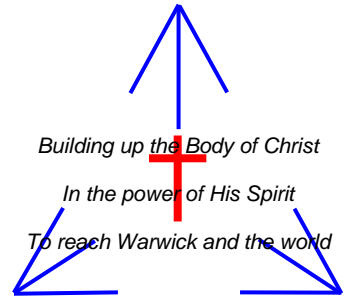 Building up the Body of Christ
In the power of His Spirit
To reach Warwick and the world